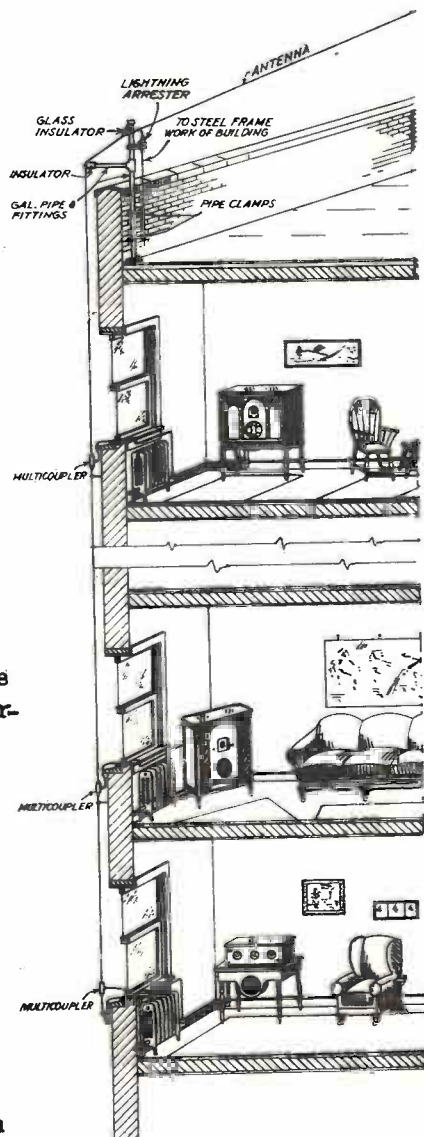 ANTENNA
LIGHTNING
ARRESTER
GLASS
INSULATOR
TO STEEL FRAME
WORK OF BUILDING
INSULATOR
GAL. PIPE &
FITTINGS
PIPE CLAMPS
MULTICOUPLER
s
r-
MULTICOUPLER
MULTICOUPLER
n